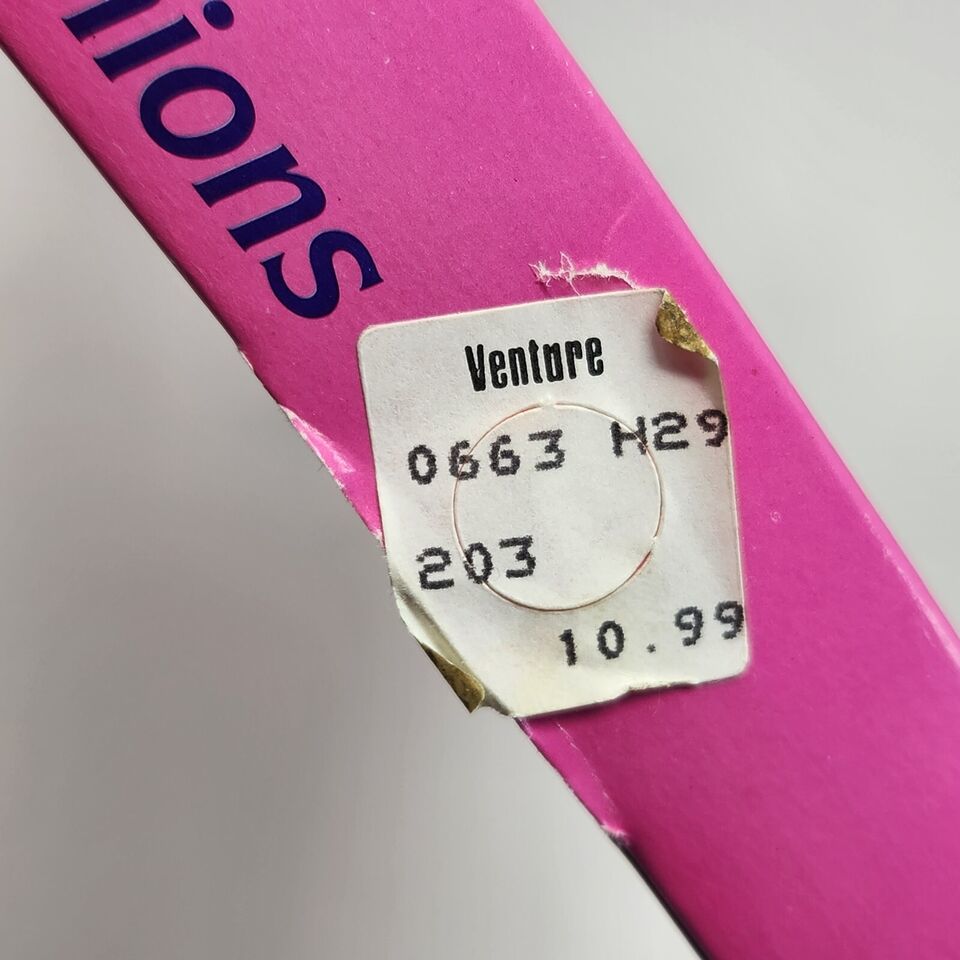 ions
Venture
0663 H29
203
10.99